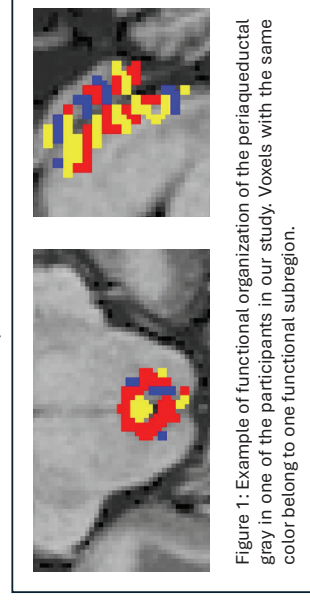 Figure 1: Example of functional organization of the periaqueductal
gray in one of the participants in our study. Voxels with the same
color belong to one functional subregion.